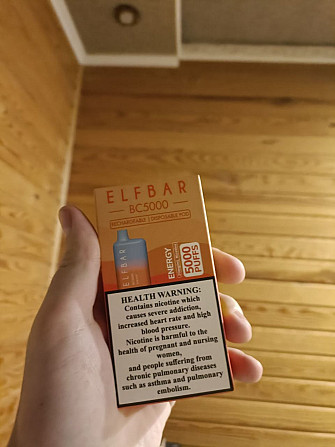 ELFBAR
BC5000
RECHARGEABLE | DISPOSABLE POD
ELFBAR
ENERGY
5000
PUFFS
HEALTH WARNING:
Contains nicotine which
causes severe addiction,
increased heart rate and high
blood pressure.
Nicotine is harmful to the
health of pregnant and nursing
women,
and people suffering from
chronic pulmonary diseases
such as asthma and pulmonary
embolism.